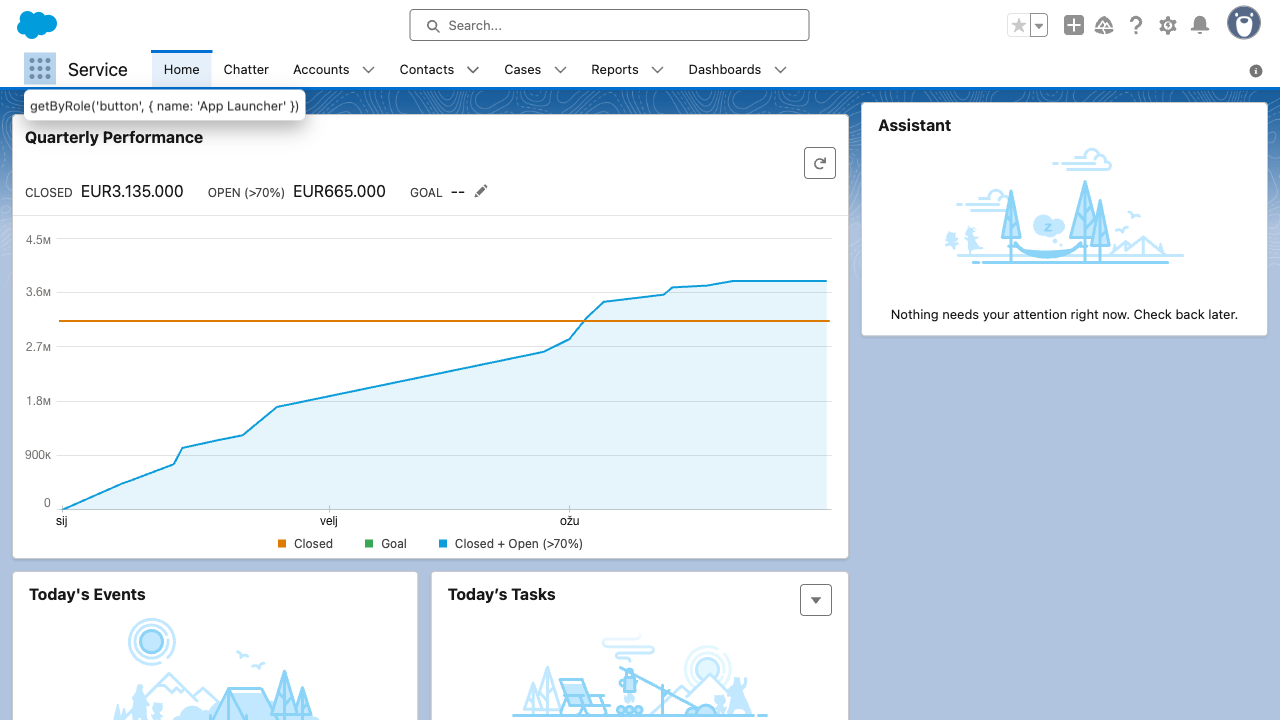 Search...
Service
Home
Chatter
Accounts
Contacts
Cases
Reports
Dashboards
getByRole('button', { name: 'App Launcher' })
Quarterly Performance
CLOSED EUR3.135.000 OPEN (>70%) EUR665.000 GOAL --
4.5M
3.6M
2.7M
1.8M
900K
0
sij velj ožu
Closed Goal Closed + Open (>70%)
Assistant
z
Nothing needs your attention right now. Check back later.
Today's Events
Today’s Tasks